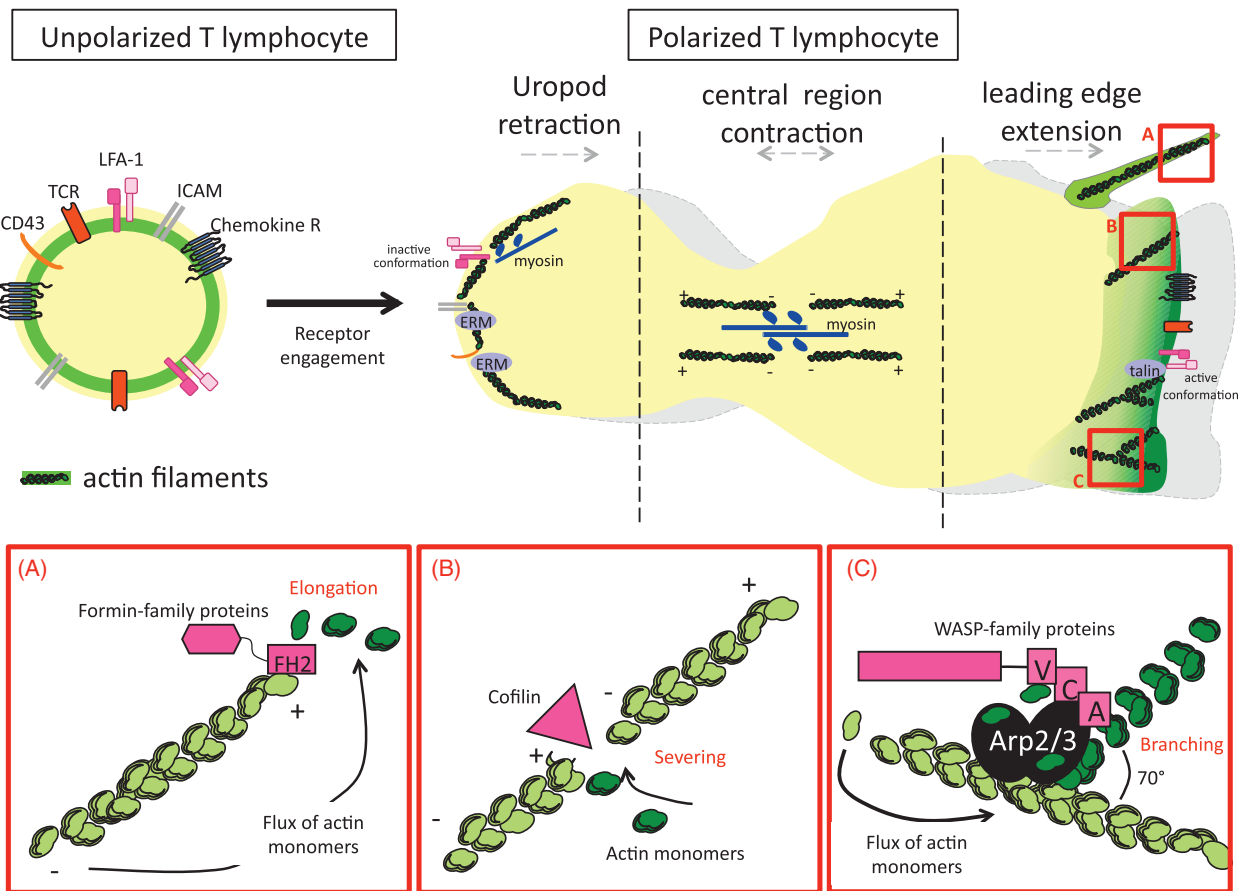 Unpolarized T lymphocyte
Polarized T lymphocyte
Uropod
retraction
central region
contraction
leading edge
extension
LFA-1
TCR
ICAM
CD43
Chemokine R
Receptor
engagement
inactive
conformation
myosin
ERM
ERM
+
-
-
+
myosin
+
-
-
+
A
B
talin
active
conformation
C
actin filaments
(A)
Elongation
Formin-family proteins
FH2
+
Flux of actin
monomers
-
(B)
+
Cofilin
-
+
Severing
-
Actin monomers
(C)
WASP-family proteins
V
C
A
Arp2/3
Branching
70°
Flux of actin
monomers